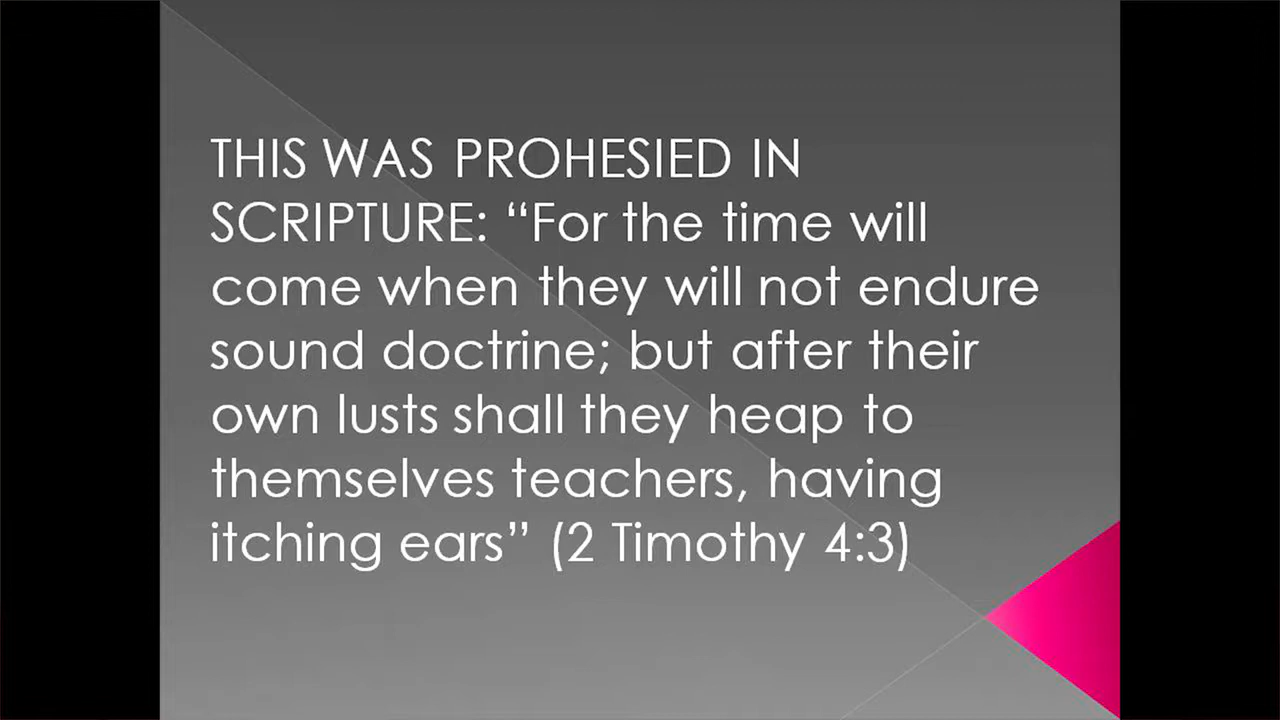 THIS WAS PROHESIED IN
SCRIPTURE: “For the time will
come when they will not endure
sound doctrine; but after their
own lusts shall they heap to
themselves teachers, having
itching ears” (2 Timothy 4:3)